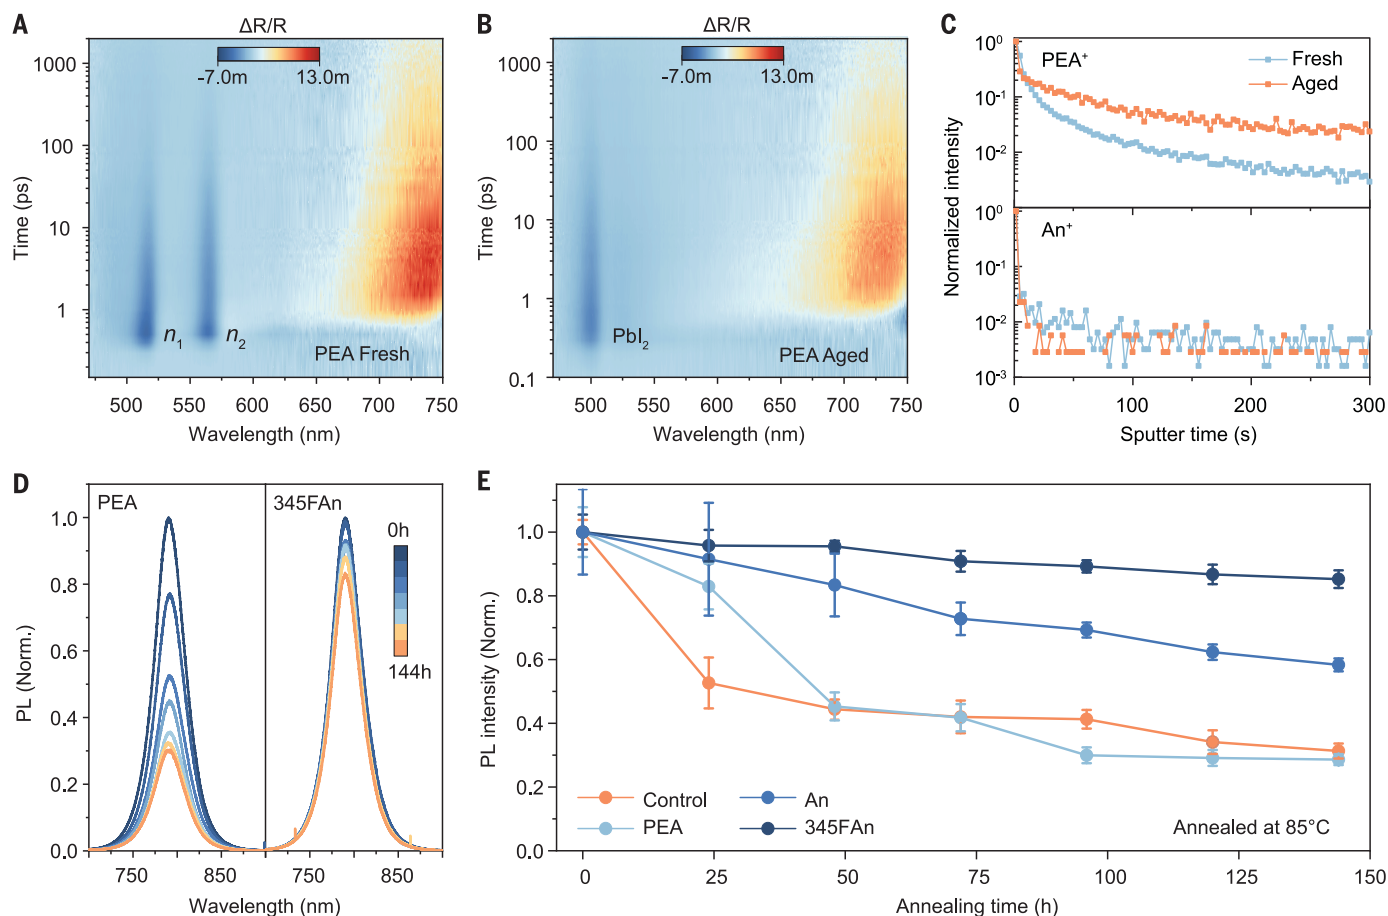 A
ΔR/R
-7.0m 13.0m
1000
100
10
1
0.1
Time (ps)
n1
n2
PEA Fresh
500 550 600 650 700 750
Wavelength (nm)
B
ΔR/R
-7.0m 13.0m
1000
100
10
1
0.1
Time (ps)
PbI2
PEA Aged
500 550 600 650 700 750
Wavelength (nm)
C
PEA+
Fresh
Aged
10^0
10^-1
10^-2
10^0
An+
10^-1
10^-2
10^-3
Normalized intensity
0 100 200 300
Sputter time (s)
D
PEA
345FAn
0h
144h
1.0
0.8
0.6
0.4
0.2
0.0
PL (Norm.)
750 850 750 850
Wavelength (nm)
E
1.0
0.8
0.6
0.4
0.2
0.0
PL intensity (Norm.)
Control
An
PEA
345FAn
Annealed at 85°C
0 25 50 75 100 125 150
Annealing time (h)